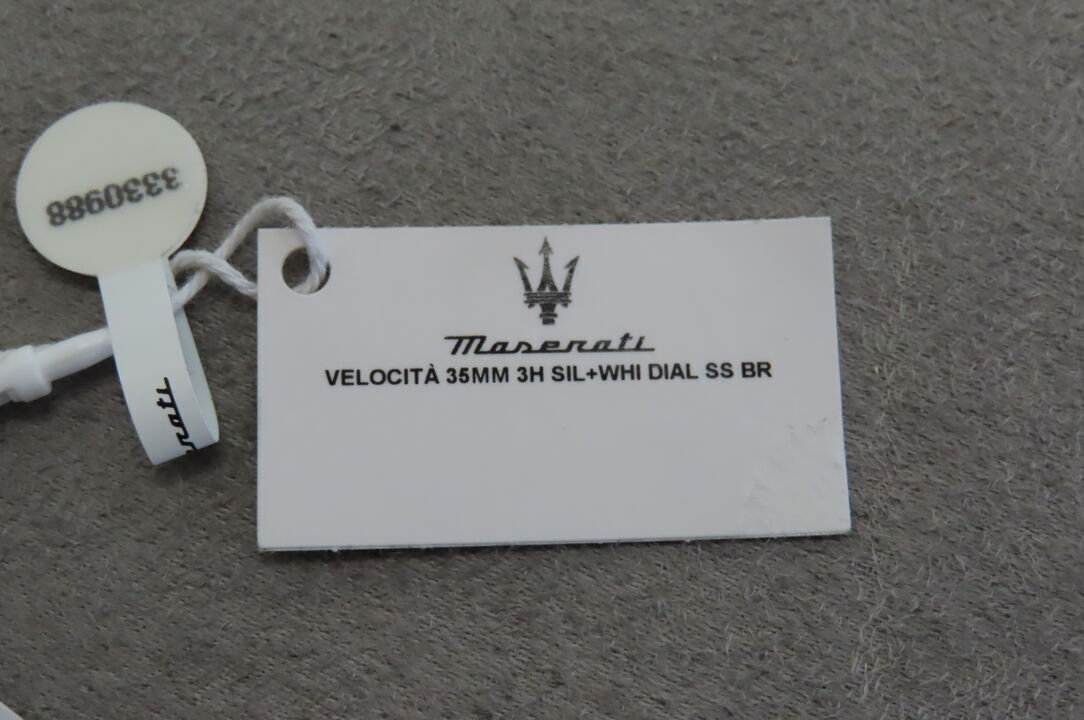 3330988
Maserati
VELOCITÀ 35MM 3H SIL+WHI DIAL SS BR